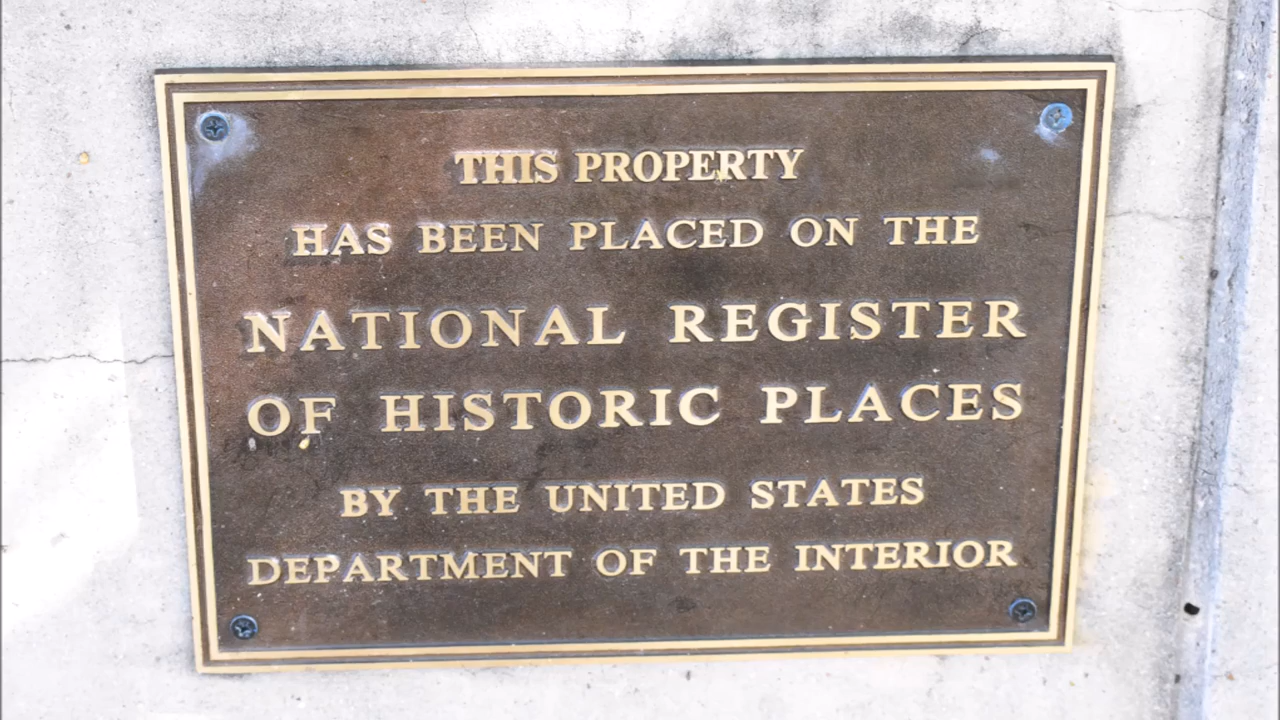 THIS PROPERTY
HAS BEEN PLACED ON THE
NATIONAL REGISTER
OF HISTORIC PLACES
BY THE UNITED STATES
DEPARTMENT OF THE INTERIOR